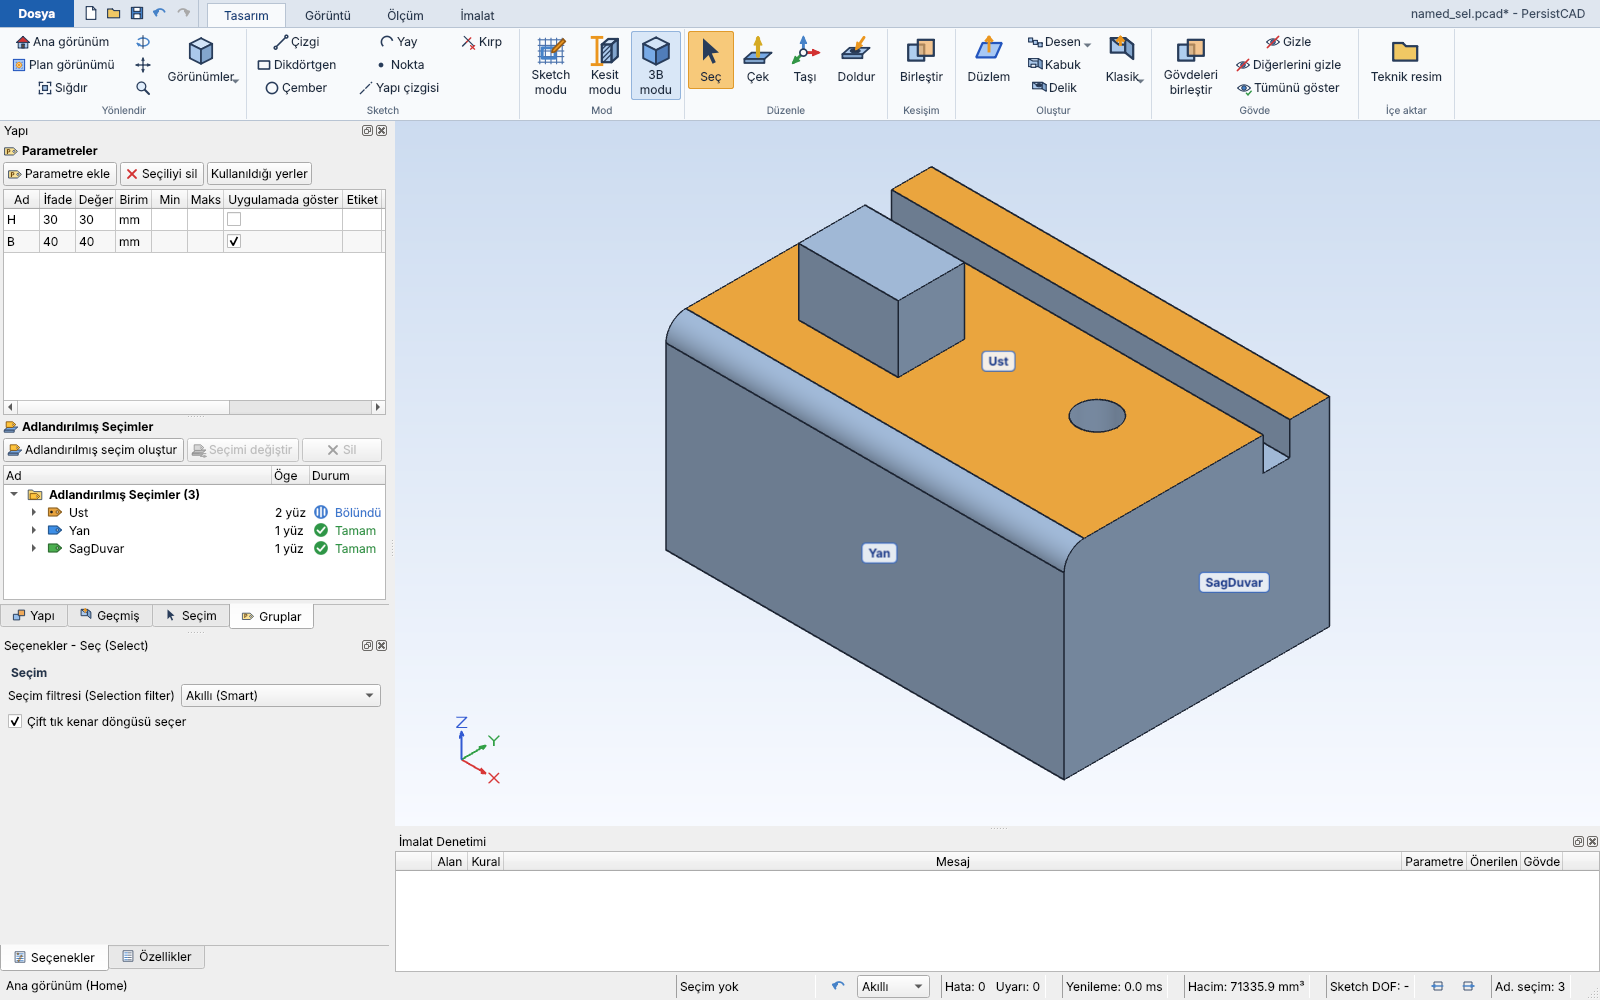 Dosya
Tasarım Görüntü Ölçüm İmalat
named_sel.pcad* - PersistCAD
Ana görünüm
Plan görünümü
Sığdır
Görünümler
Yönlendir
Çizgi
Dikdörtgen
Çember
Yay
Nokta
Yapı çizgisi
Kırp
Sketch
Sketch modu
Kesit modu
3B modu
Mod
Seç
Çek
Taşı
Doldur
Düzenle
Birleştir
Kesişim
Düzlem
Desen
Kabuk
Delik
Klasik
Oluştur
Gövdeleri birleştir
Gizle
Diğerlerini gizle
Tümünü göster
Gövde
Teknik resim
İçe aktar
Yapı
Parametreler
Parametre ekle Seçiliyi sil Kullanıldığı yerler
Ad İfade Değer Birim Min Maks Uygulamada göster Etiket
H 30 30 mm
B 40 40 mm
Adlandırılmış Seçimler
Adlandırılmış seçim oluştur Seçimi değiştir Sil
Ad Öge Durum
Adlandırılmış Seçimler (3)
Ust 2 yüz Bölündü
Yan 1 yüz Tamam
SagDuvar 1 yüz Tamam
Yapı Geçmiş Seçim Gruplar
Seçenekler - Seç (Select)
Seçim
Seçim filtresi (Selection filter) Akıllı (Smart)
Çift tık kenar döngüsü seçer
Seçenekler Özellikler
Ust
Yan
SagDuvar
Z
Y
X
İmalat Denetimi
Alan Kural Mesaj Parametre Önerilen Gövde
Ana görünüm (Home)
Seçim yok
Akıllı
Hata: 0 Uyarı: 0
Yenileme: 0.0 ms
Hacim: 71335.9 mm³
Sketch DOF: -
Ad. seçim: 3